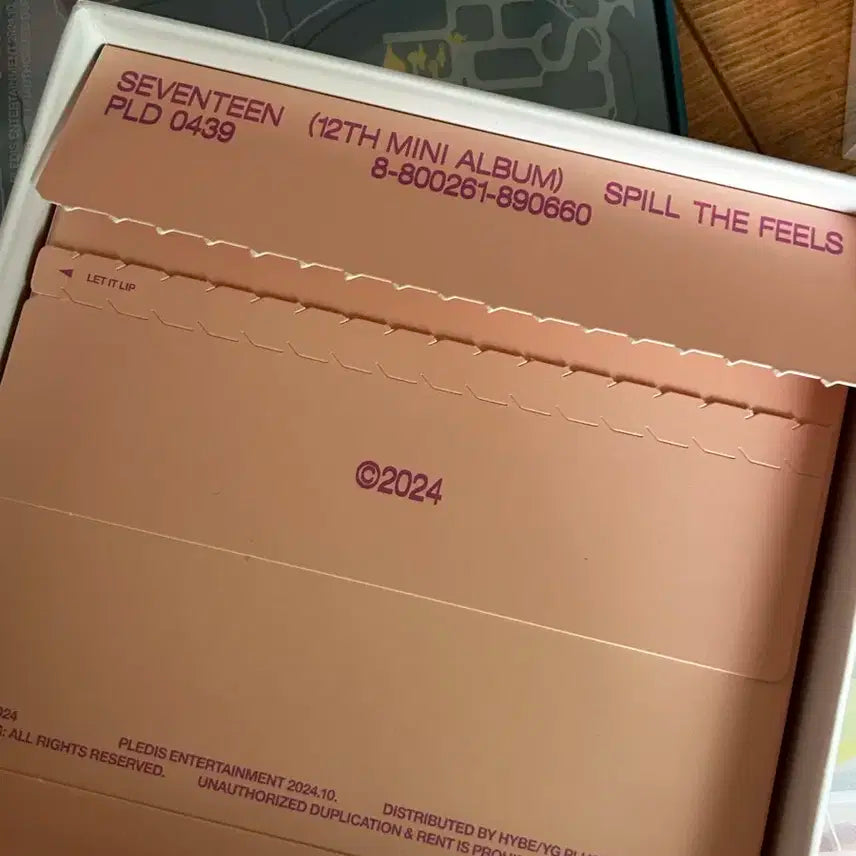 SEVENTEEN (12TH MINI ALBUM) SPILL THE FEELS
PLD 0439 8-800261-890660
LET IT LIP
©2024
PLEDIS ENTERTAINMENT 2024.10. DISTRIBUTED BY HYBE/YG
ALL RIGHTS RESERVED. UNAUTHORIZED DUPLICATION & RENT IS